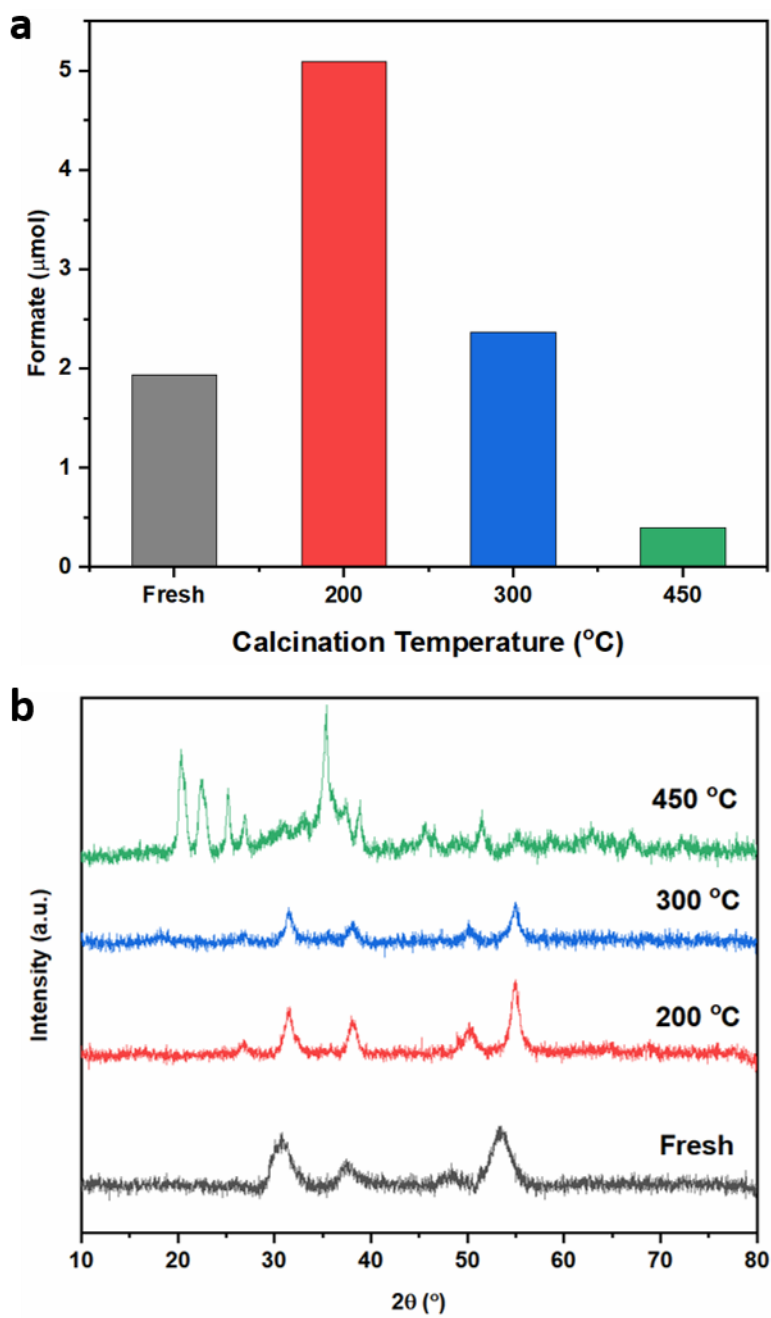 a
5
4
3
2
1
0
Formate (μmol)
Fresh 200 300 450
Calcination Temperature (°C)
b
450 °C
300 °C
200 °C
Fresh
Intensity (a.u.)
10 20 30 40 50 60 70 80
2θ (°)